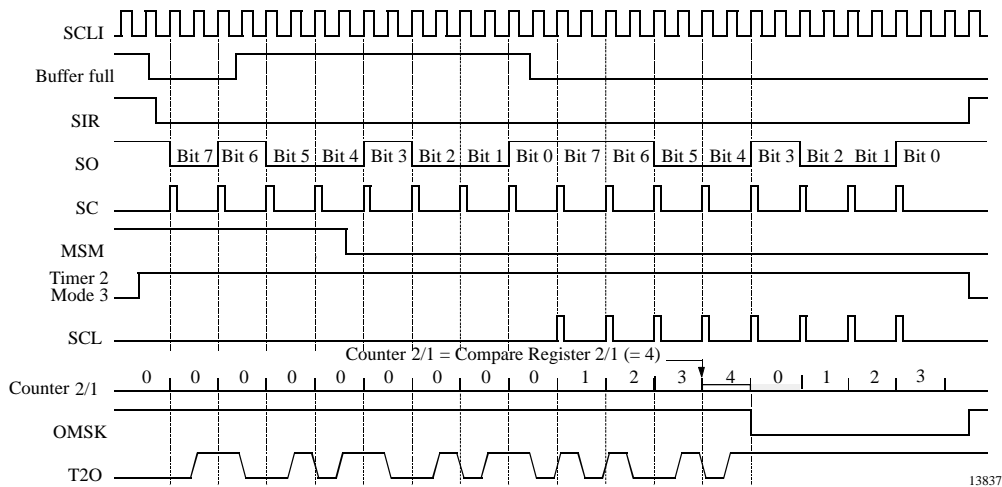 SCLI
Buffer full
SIR
SO Bit 7 Bit 6 Bit 5 Bit 4 Bit 3 Bit 2 Bit 1 Bit 0 Bit 7 Bit 6 Bit 5 Bit 4 Bit 3 Bit 2 Bit 1 Bit 0
SC
MSM
Timer 2
Mode 3
SCL
Counter 2/1 = Compare Register 2/1 (= 4)
Counter 2/1 0 0 0 0 0 0 0 0 0 1 2 3 4 0 1 2 3
OMSK
T2O
13837